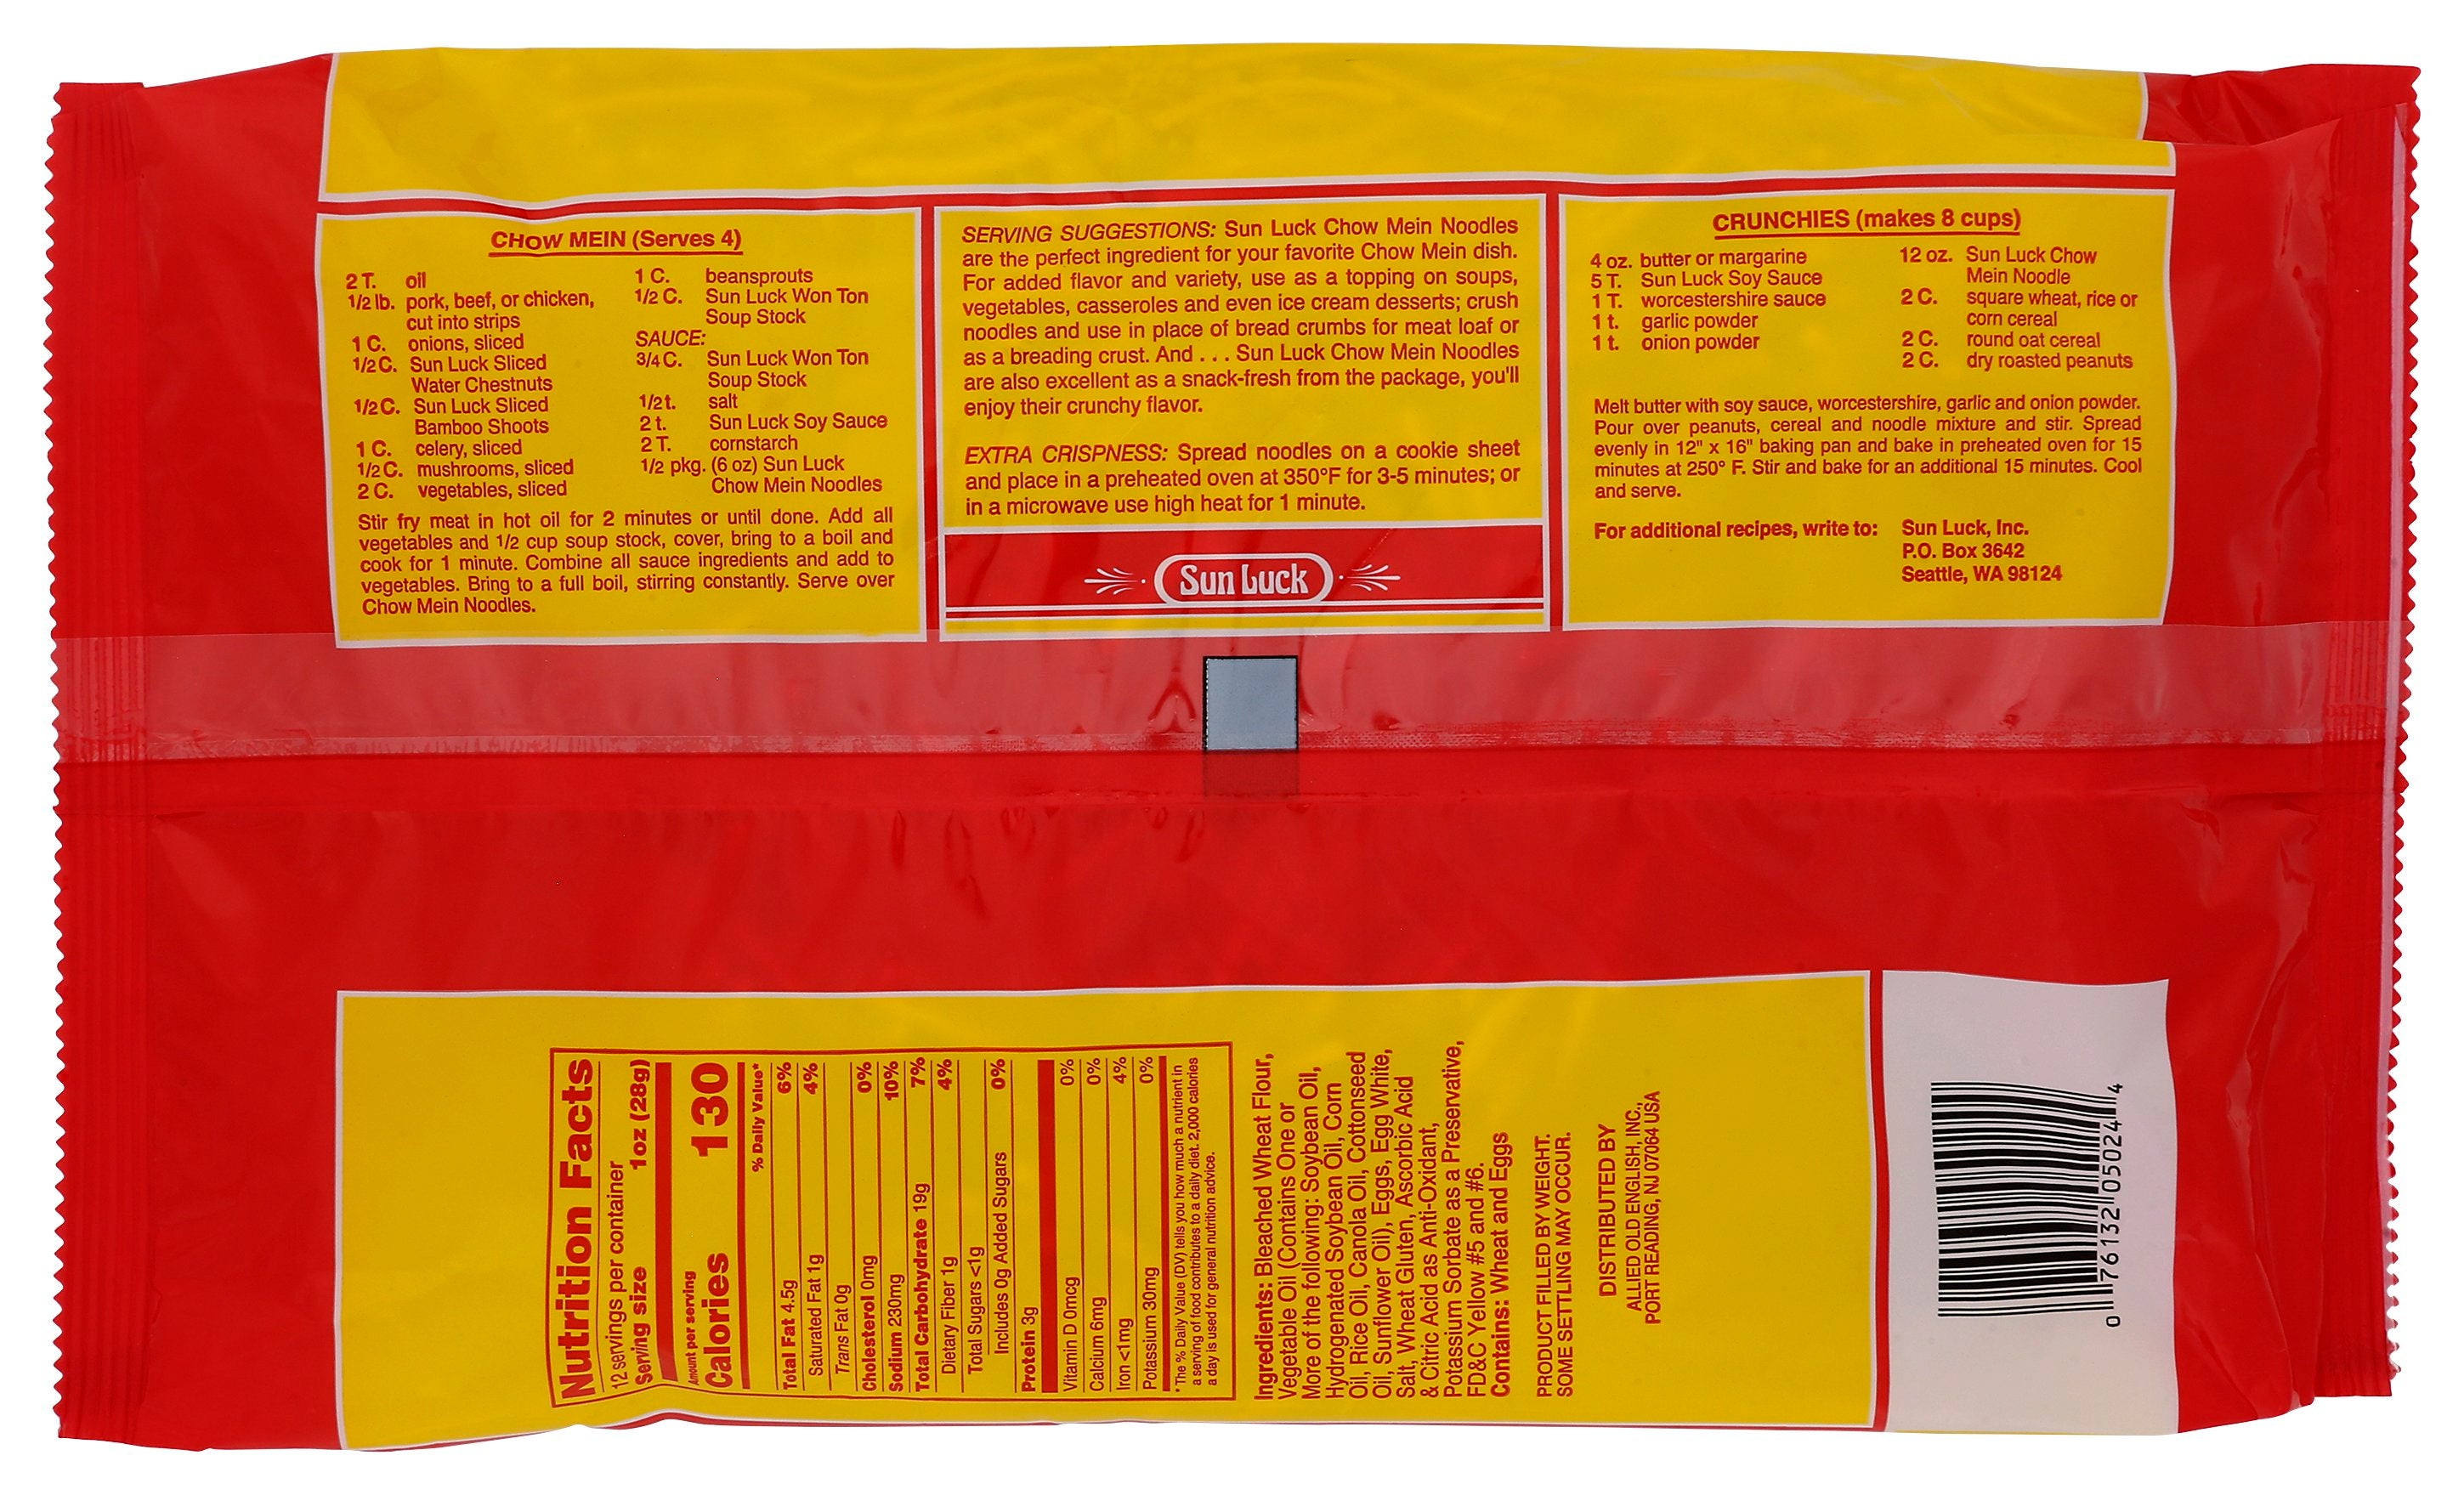 CHOW MEIN (Serves 4)
2 T. oil
1/2 lb. pork, beef, or chicken,
cut into strips
1 C. onions, sliced
1/2 C. Sun Luck Sliced
Water Chestnuts
1/2 C. Sun Luck Sliced
Bamboo Shoots
1 C. celery, sliced
1/2 C. mushrooms, sliced
2 C. vegetables, sliced
1 C. beansprouts
1/2 C. Sun Luck Won Ton
Soup Stock
SAUCE:
3/4 C. Sun Luck Won Ton
Soup Stock
1/2 t. salt
2 t. Sun Luck Soy Sauce
2 T. cornstarch
1/2 pkg. (6 oz) Sun Luck
Chow Mein Noodles
Stir fry meat in hot oil for 2 minutes or until done. Add all
vegetables and 1/2 cup soup stock, cover, bring to a boil and
cook for 1 minute. Combine all sauce ingredients and add to
vegetables. Bring to a full boil, stirring constantly. Serve over
Chow Mein Noodles.
SERVING SUGGESTIONS: Sun Luck Chow Mein Noodles
are the perfect ingredient for your favorite Chow Mein dish.
For added flavor and variety, use as a topping on soups,
vegetables, casseroles and even ice cream desserts; crush
noodles and use in place of bread crumbs for meat loaf or
as a breading crust. And . . . Sun Luck Chow Mein Noodles
are also excellent as a snack-fresh from the package, you'll
enjoy their crunchy flavor.
EXTRA CRISPNESS: Spread noodles on a cookie sheet
and place in a preheated oven at 350°F for 3-5 minutes; or
in a microwave use high heat for 1 minute.
Sun Luck
CRUNCHIES (makes 8 cups)
4 oz. butter or margarine
5 T. Sun Luck Soy Sauce
1 T. worcestershire sauce
1 t. garlic powder
1 t. onion powder
12 oz. Sun Luck Chow
Mein Noodle
2 C. square wheat, rice or
corn cereal
2 C. round oat cereal
2 C. dry roasted peanuts
Melt butter with soy sauce, worcestershire, garlic and onion powder.
Pour over peanuts, cereal and noodle mixture and stir. Spread
evenly in 12" x 16" baking pan and bake in preheated oven for 15
minutes at 250° F. Stir and bake for an additional 15 minutes. Cool
and serve.
For additional recipes, write to: Sun Luck, Inc.
P.O. Box 3642
Seattle, WA 98124
Nutrition Facts
12 servings per container
Serving size 1oz (28g)
Amount per serving
Calories 130
% Daily Value*
Total Fat 4.5g 6%
Saturated Fat 1g 4%
Trans Fat 0g
Cholesterol 0mg 0%
Sodium 230mg 10%
Total Carbohydrate 19g 7%
Dietary Fiber 1g 4%
Total Sugars <1g
Includes 0g Added Sugars 0%
Protein 3g
Vitamin D 0mcg 0%
Calcium 6mg 0%
Iron <1mg 4%
Potassium 30mg 0%
*The % Daily Value (DV) tells you how much a nutrient in
a serving of food contributes to a daily diet. 2,000 calories
a day is used for general nutrition advice.
Ingredients: Bleached Wheat Flour,
Vegetable Oil (Contains One or
More of the following: Soybean Oil,
Hydrogenated Soybean Oil, Corn
Oil, Rice Oil, Canola Oil, Cottonseed
Oil, Sunflower Oil), Eggs, Egg White,
Salt, Wheat Gluten, Ascorbic Acid
& Citric Acid as Anti-Oxidant,
Potassium Sorbate as a Preservative,
FD&C Yellow #5 and #6.
Contains: Wheat and Eggs
PRODUCT FILLED BY WEIGHT.
SOME SETTLING MAY OCCUR.
DISTRIBUTED BY
ALLIED OLD ENGLISH, INC.,
PORT READING, NJ 07064 USA
0 76132 05024 4